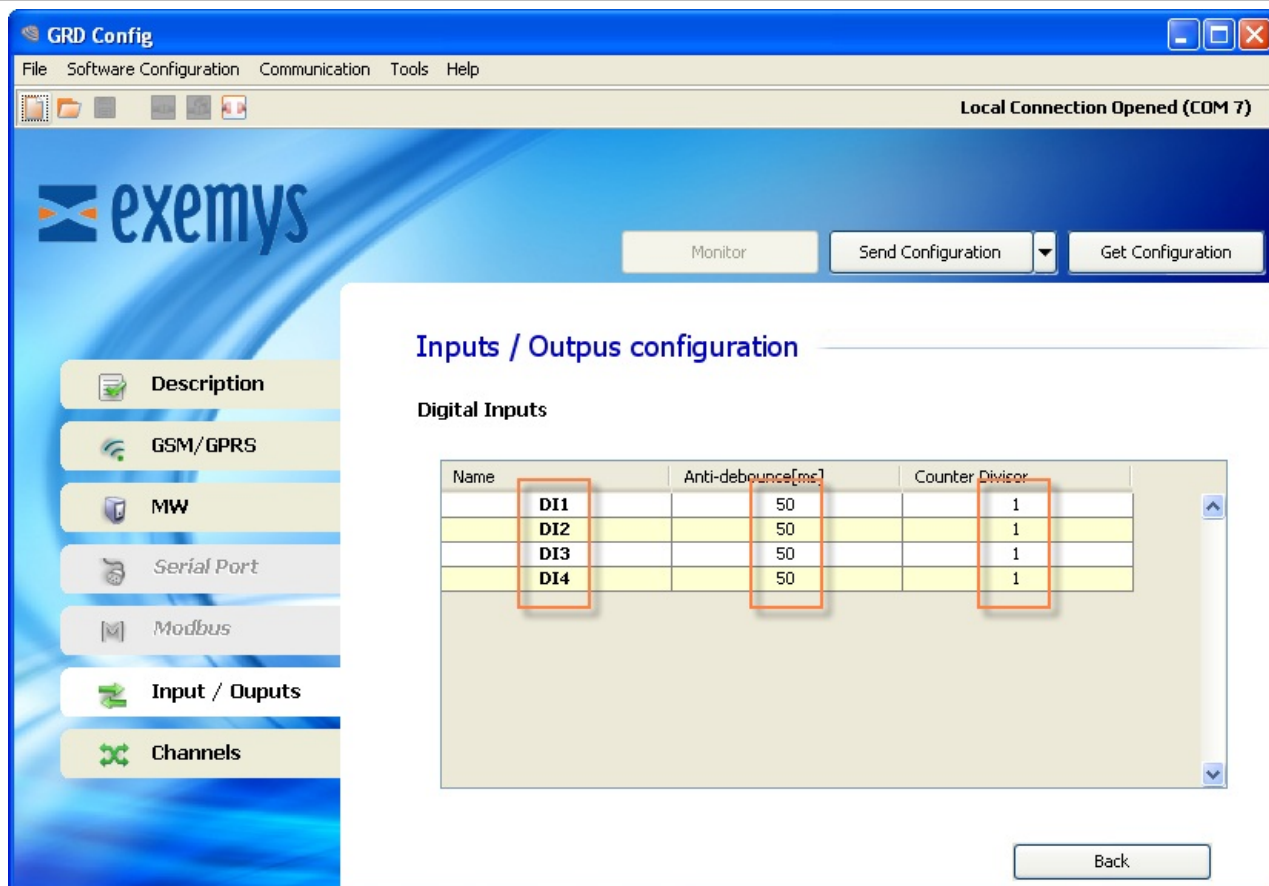 GRD Config
File Software Configuration Communication Tools Help
Local Connection Opened (COM 7)
exemys
Monitor Send Configuration Get Configuration
Inputs / Outpus configuration
Description
Digital Inputs
GSM/GPRS
Name Anti-debounce[ms] Counter Divisor
MW
DI1 50 1
DI2 50 1
DI3 50 1
DI4 50 1
Serial Port
Modbus
Input / Ouputs
Channels
Back